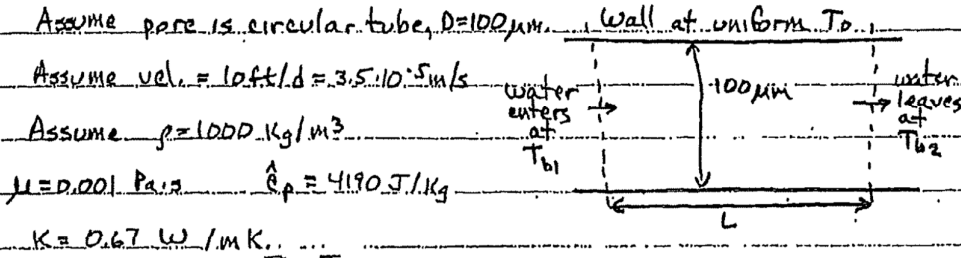 Assume pore is circular tube, D=100μm. Wall at uniform T₀
Assume vel. = 10ft/d = 3.5·10⁻⁵m/s
Assume ρ=1000 Kg/m³
μ=0.001 Pa·s Ĉp = 4190 J/Kg
K= 0.67 W/mK.
water
enters
at
Tb1
100μm
water
leaves
at
Tb2
L